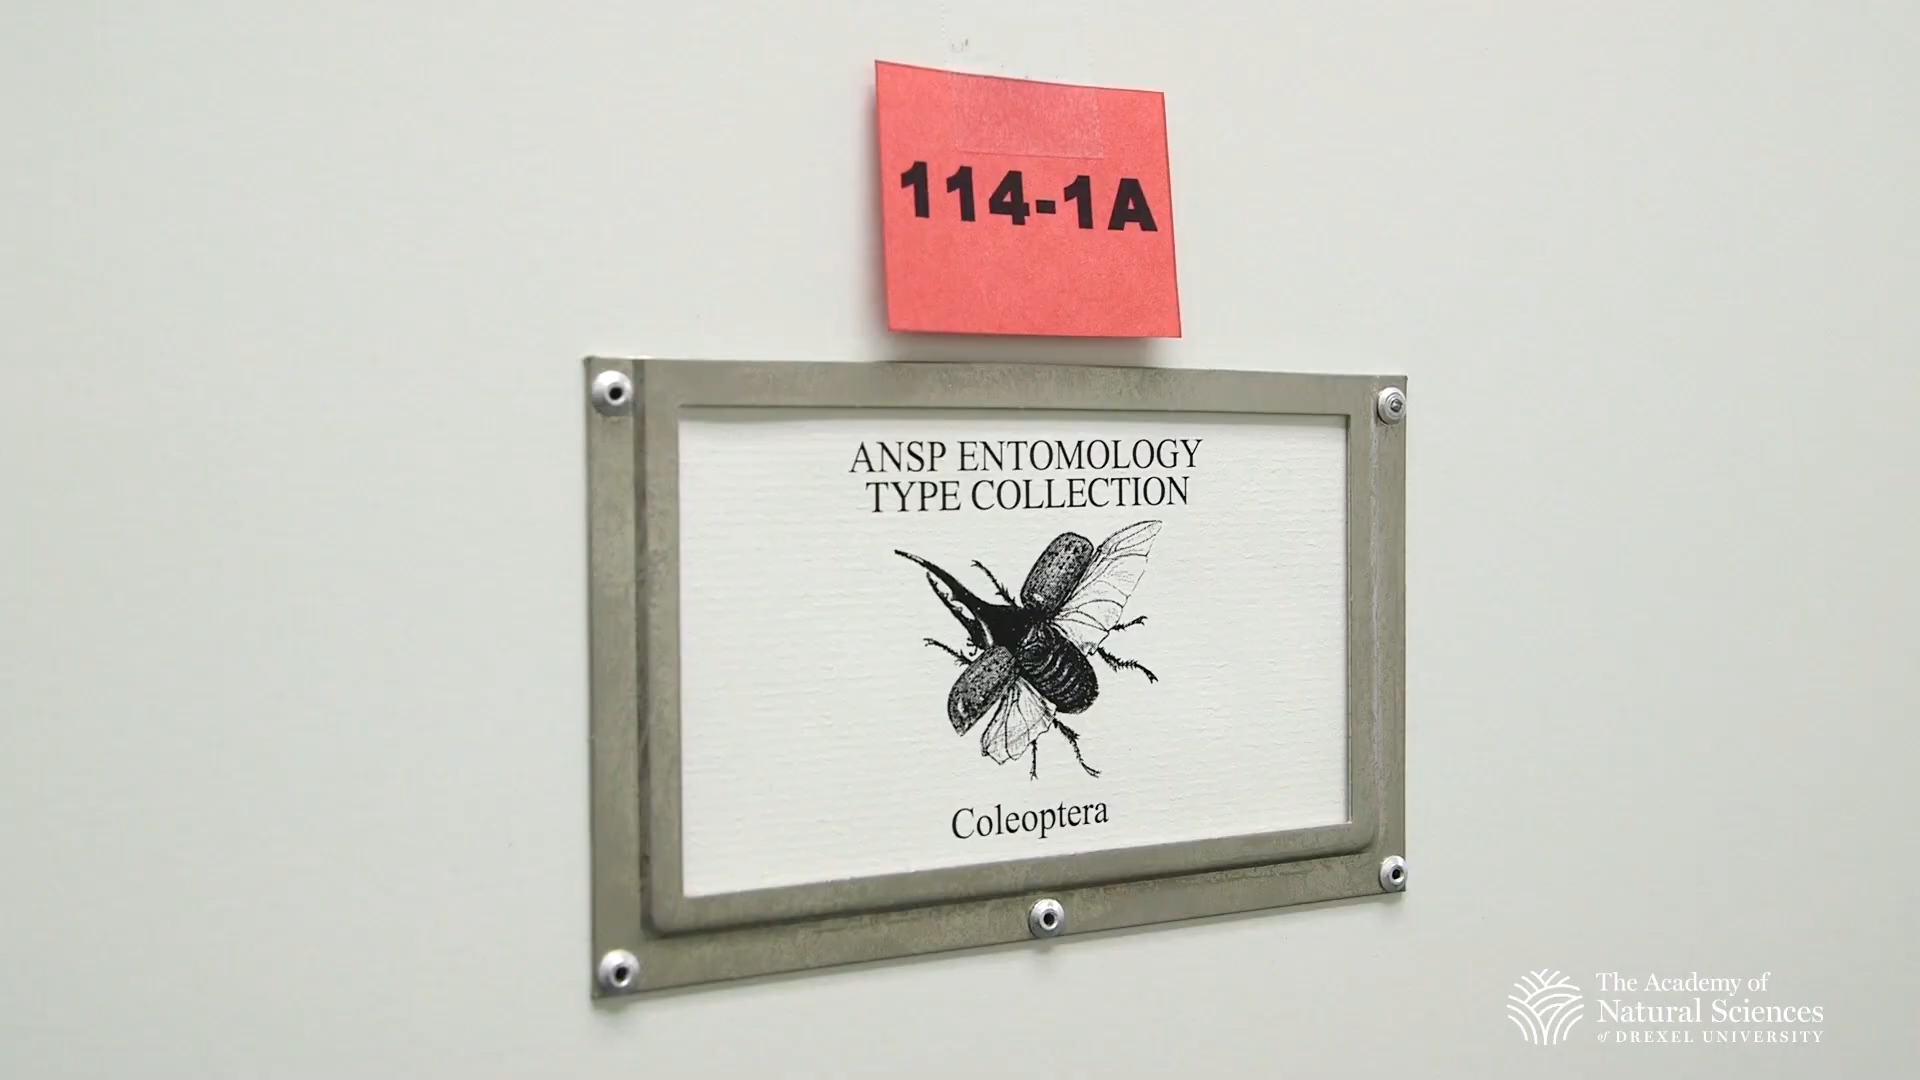 114-1A
ANSP ENTOMOLOGY
TYPE COLLECTION
Coleoptera
The Academy of
Natural Sciences
of DREXEL UNIVERSITY